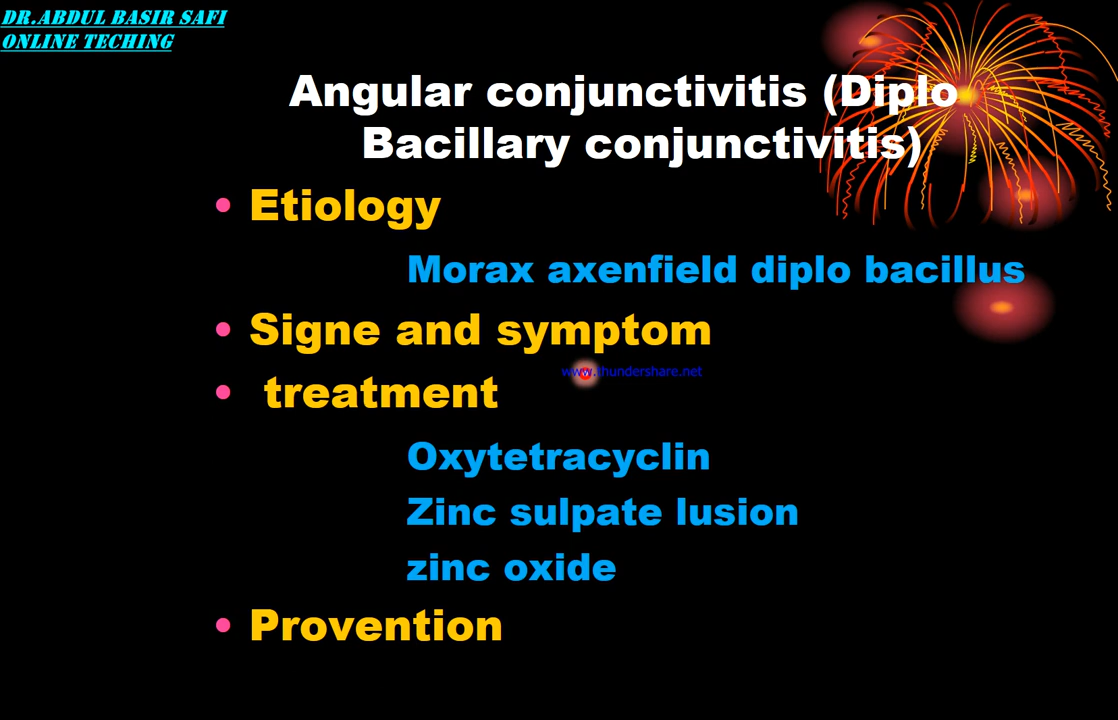 DR.ABDUL BASIR SAFI
ONLINE TECHING
Angular conjunctivitis (Diplo
Bacillary conjunctivitis)
• Etiology
Morax axenfield diplo bacillus
• Signe and symptom
www.thundershare.net
• treatment
Oxytetracyclin
Zinc sulpate lusion
zinc oxide
• Provention